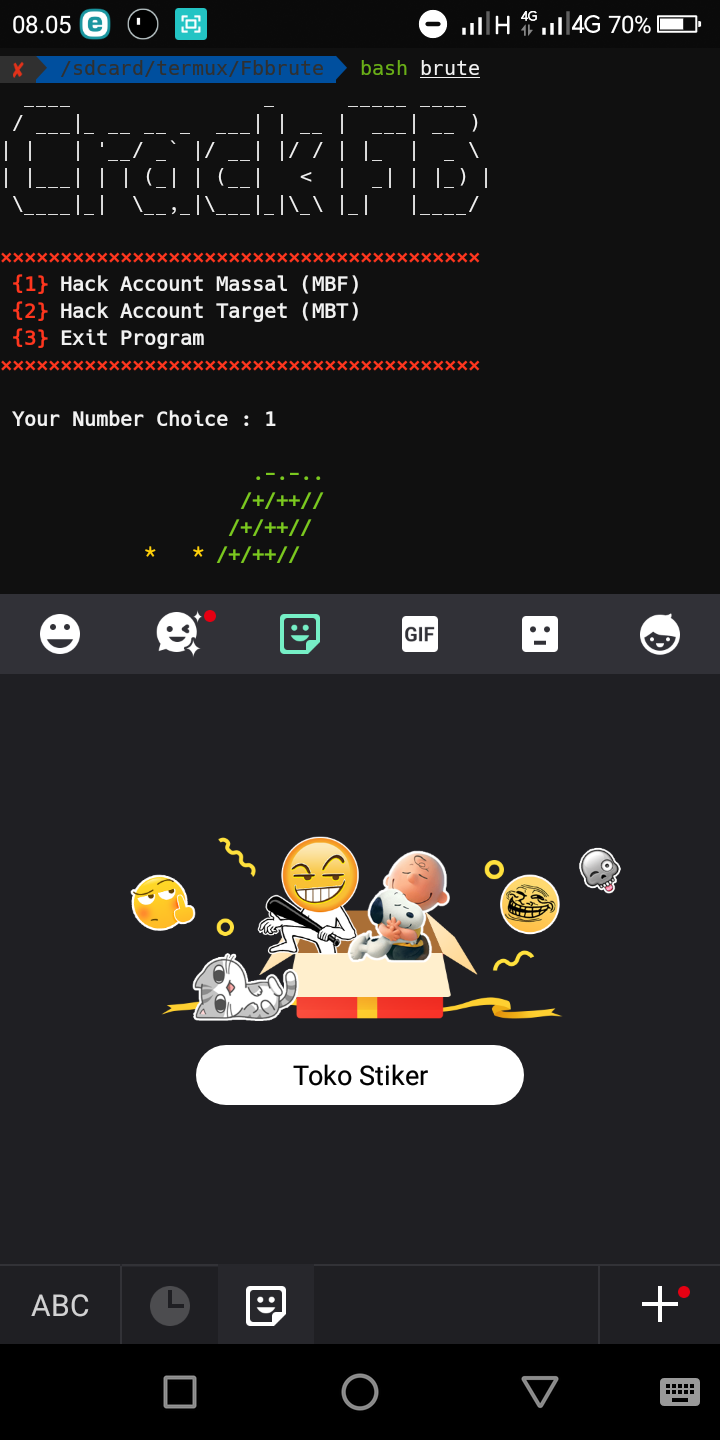 08.05 H 4G 4G 70%
✘ /sdcard/termux/Fbbrute bash brute
CrackFB
××××××××××××××××××××××××××××××××××××××××
{1} Hack Account Massal (MBF)
{2} Hack Account Target (MBT)
{3} Exit Program
××××××××××××××××××××××××××××××××××××××××
Your Number Choice : 1
.-.-..
/+/++//
/+/++//
* * /+/++//
GIF
Toko Stiker
ABC